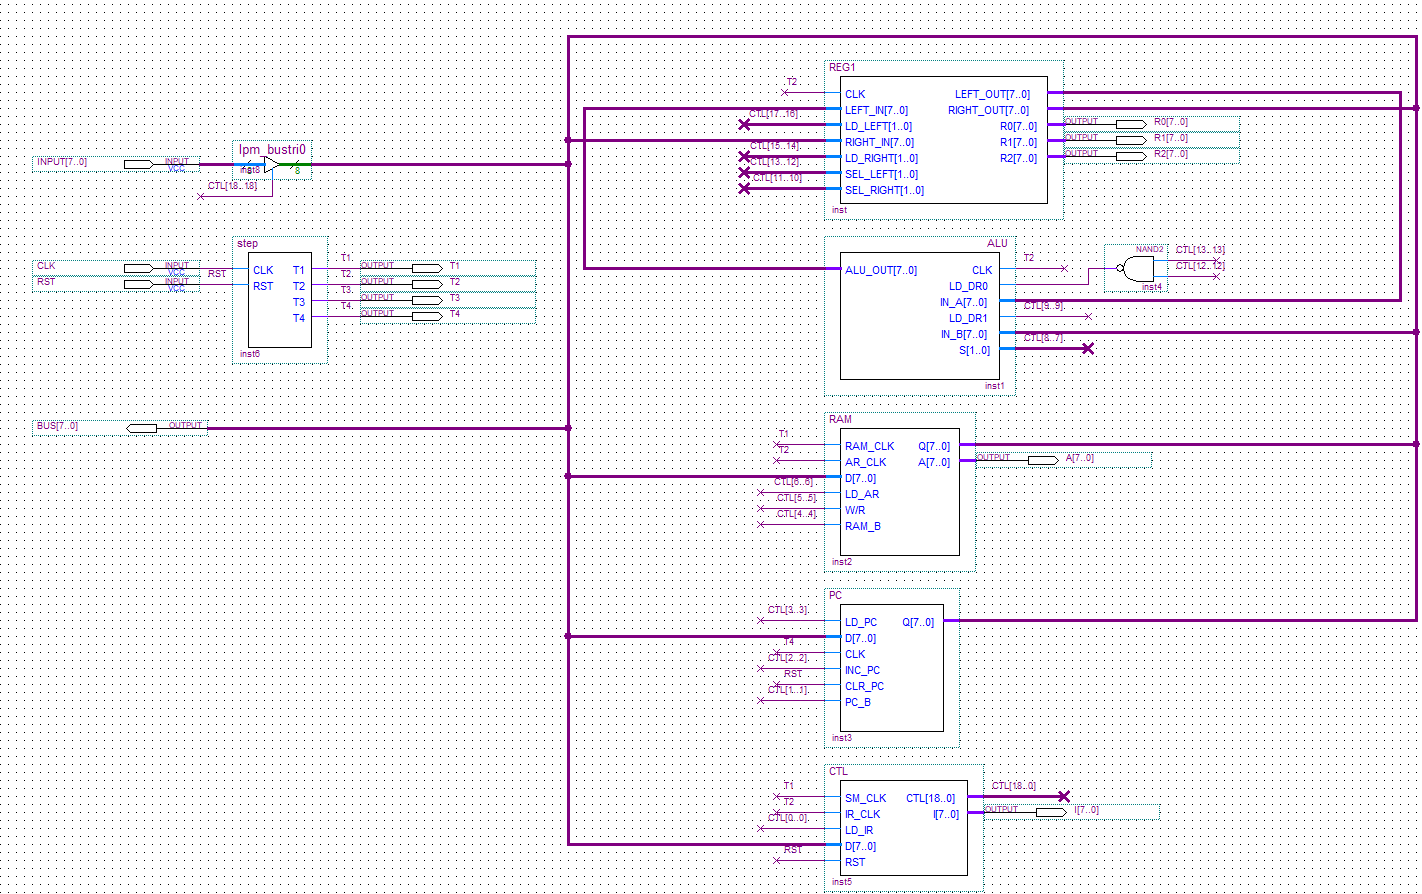 REG1
T2
CLK
LEFT_OUT[7..0]
LEFT_IN[7..0]
RIGHT_OUT[7..0]
CTL[17..16]
LD_LEFT[1..0]
R0[7..0]
OUTPUT
R0[7..0]
RIGHT_IN[7..0]
R1[7..0]
OUTPUT
R1[7..0]
CTL[15..14]
LD_RIGHT[1..0]
R2[7..0]
OUTPUT
R2[7..0]
CTL[13..12]
SEL_LEFT[1..0]
CTL[11..10]
SEL_RIGHT[1..0]
inst
lpm_bustri0
INPUT[7..0]
INPUT
VCC
inst8
8
CTL[18..18]
step
CLK
INPUT
VCC
RST
INPUT
VCC
RST
CLK
RST
T1
T2
T3
T4
inst6
T1
OUTPUT
T1
T2
OUTPUT
T2
T3
OUTPUT
T3
T4
OUTPUT
T4
ALU
ALU_OUT[7..0]
CLK
T2
LD_DR0
IN_A[7..0]
CTL[9..9]
LD_DR1
IN_B[7..0]
CTL[8..7]
S[1..0]
inst1
NAND2
CTL[13..13]
CTL[12..12]
inst4
BUS[7..0]
OUTPUT
RAM
T1
RAM_CLK
Q[7..0]
T2
AR_CLK
A[7..0]
OUTPUT
A[7..0]
D[7..0]
CTL[6..6]
LD_AR
CTL[5..5]
W/R
CTL[4..4]
RAM_B
inst2
PC
CTL[3..3]
LD_PC
Q[7..0]
D[7..0]
T4
CLK
CTL[2..2]
INC_PC
RST
CLR_PC
CTL[1..1]
PC_B
inst3
CTL
T1
SM_CLK
CTL[18..0]
CTL[18..0]
T2
IR_CLK
I[7..0]
OUTPUT
I[7..0]
CTL[0..0]
LD_IR
D[7..0]
RST
RST
inst5